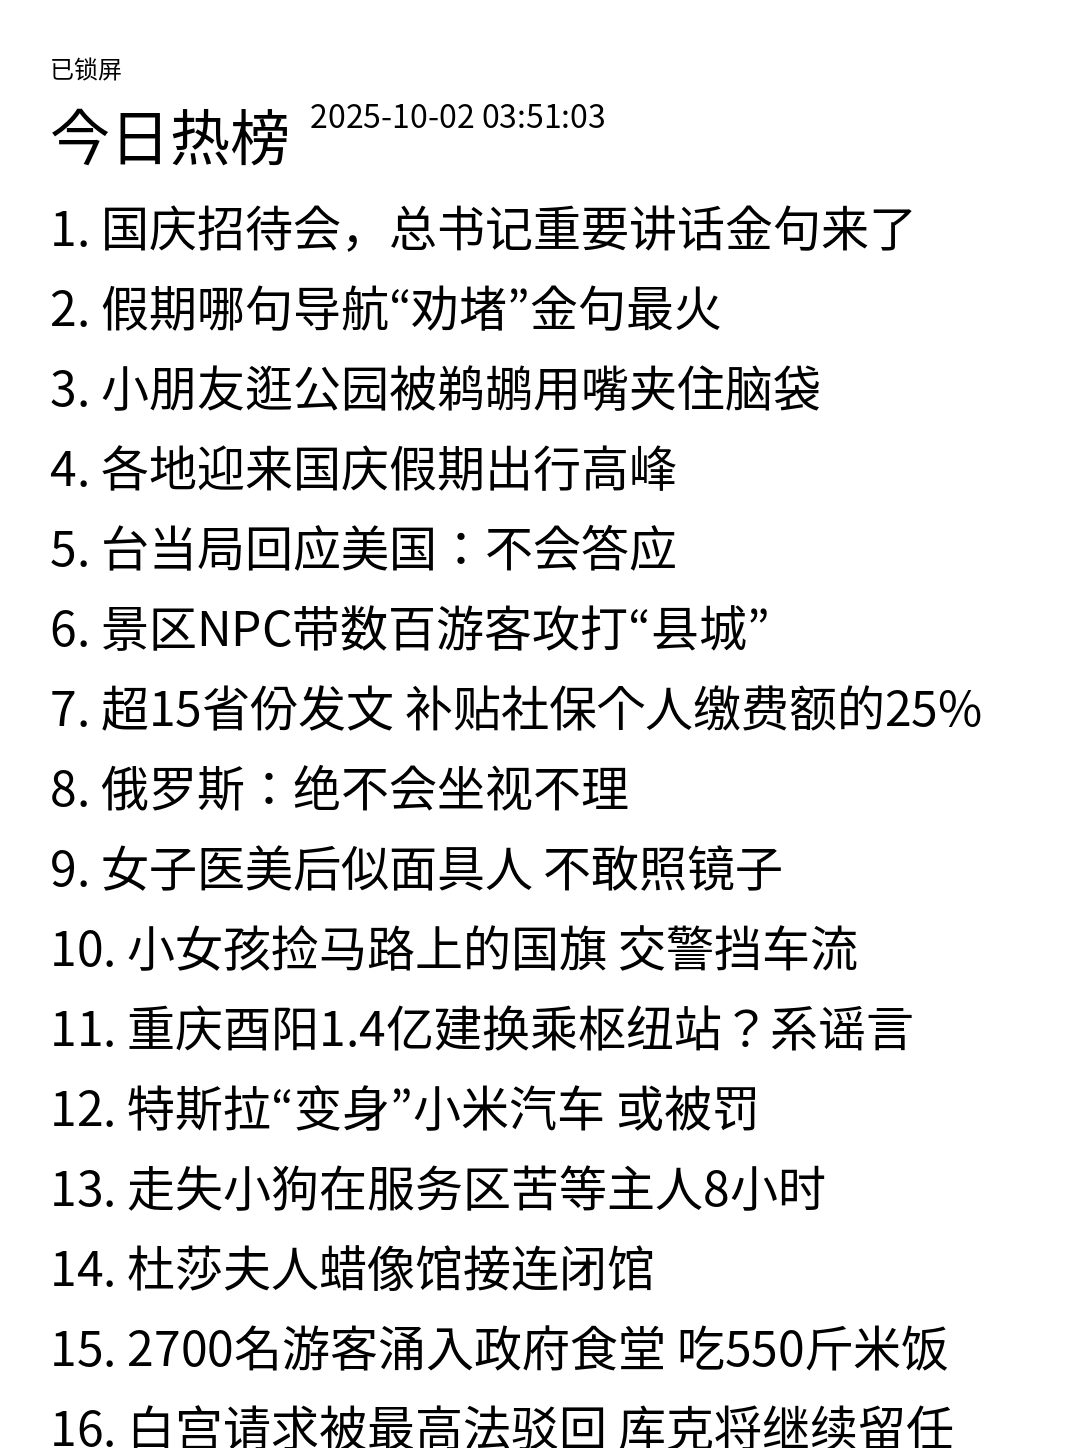 已锁屏
今日热榜 2025-10-02 03:51:03
1. 国庆招待会，总书记重要讲话金句来了
2. 假期哪句导航“劝堵”金句最火
3. 小朋友逛公园被鹈鹕用嘴夹住脑袋
4. 各地迎来国庆假期出行高峰
5. 台当局回应美国：不会答应
6. 景区NPC带数百游客攻打“县城”
7. 超15省份发文 补贴社保个人缴费额的25%
8. 俄罗斯：绝不会坐视不理
9. 女子医美后似面具人 不敢照镜子
10. 小女孩捡马路上的国旗 交警挡车流
11. 重庆酉阳1.4亿建换乘枢纽站？系谣言
12. 特斯拉“变身”小米汽车 或被罚
13. 走失小狗在服务区苦等主人8小时
14. 杜莎夫人蜡像馆接连闭馆
15. 2700名游客涌入政府食堂 吃550斤米饭
16. 白宫请求被最高法驳回 库克将继续留任